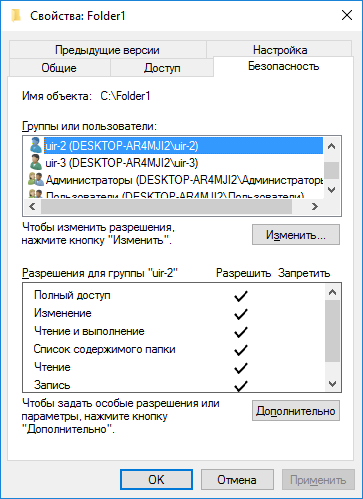 Свойства: Folder1
Предыдущие версии
Настройка
Общие
Доступ
Безопасность
Имя объекта: C:\Folder1
Группы или пользователи:
uir-2 (DESKTOP-AR4MJI2\uir-2)
uir-3 (DESKTOP-AR4MJI2\uir-3)
Администраторы (DESKTOP-AR4MJI2\Администраторы
Пользователи (DESKTOP-AR4MJI2\Пользователи)
Чтобы изменить разрешения,
нажмите кнопку "Изменить".
Изменить...
Разрешения для группы "uir-2" Разрешить Запретить
Полный доступ
Изменение
Чтение и выполнение
Список содержимого папки
Чтение
Запись
Чтобы задать особые разрешения или
параметры, нажмите кнопку
"Дополнительно".
Дополнительно
OK
Отмена
Применить